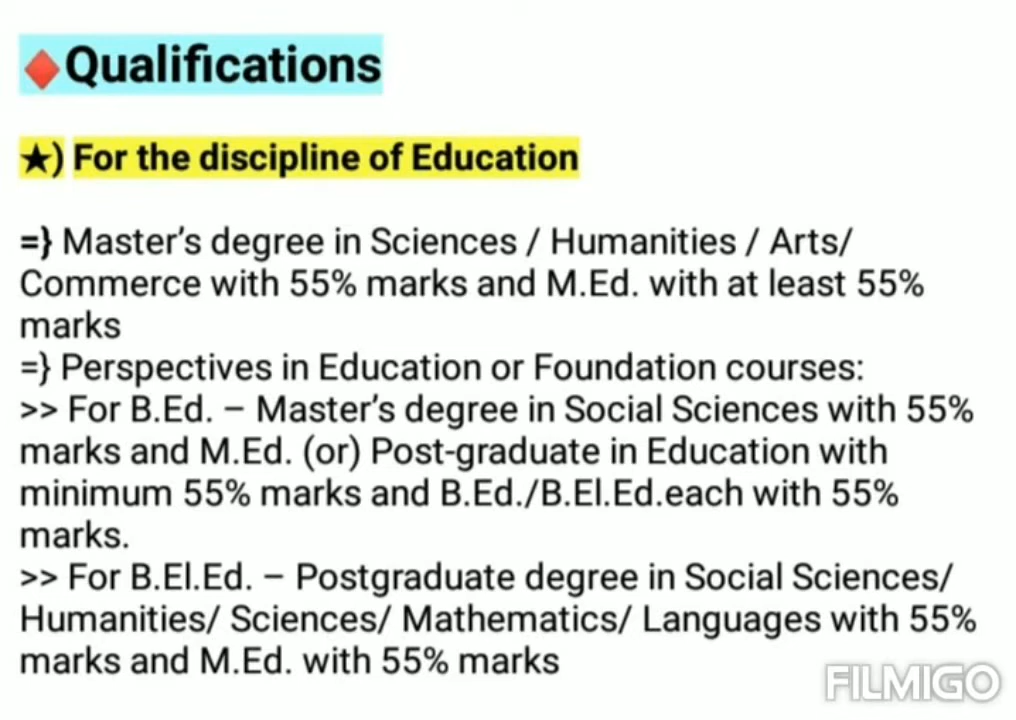 ♦Qualifications
★) For the discipline of Education
=} Master's degree in Sciences / Humanities / Arts/
Commerce with 55% marks and M.Ed. with at least 55%
marks
=} Perspectives in Education or Foundation courses:
>> For B.Ed. – Master's degree in Social Sciences with 55%
marks and M.Ed. (or) Post-graduate in Education with
minimum 55% marks and B.Ed./B.El.Ed.each with 55%
marks.
>> For B.El.Ed. – Postgraduate degree in Social Sciences/
Humanities/ Sciences/ Mathematics/ Languages with 55%
marks and M.Ed. with 55% marks
FILMIGO